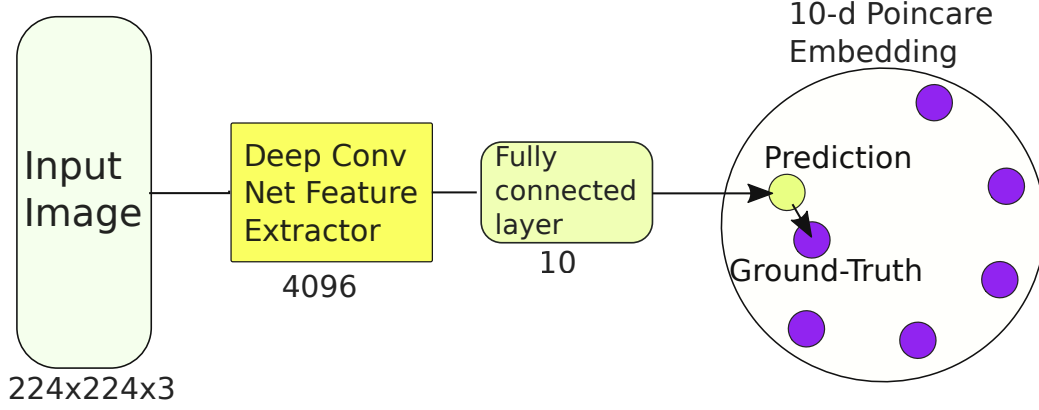 Input
Image
224x224x3
Deep Conv
Net Feature
Extractor
4096
Fully
connected
layer
10
10-d Poincare
Embedding
Prediction
Ground-Truth